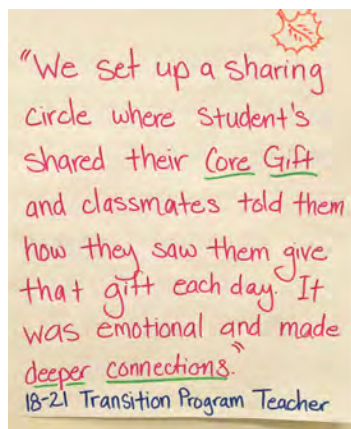 "We set up a sharing
circle where student's
shared their Core Gift
and classmates told them
how they saw them give
that gift each day. It
was emotional and made
deeper connections."
18-21 Transition Program Teacher